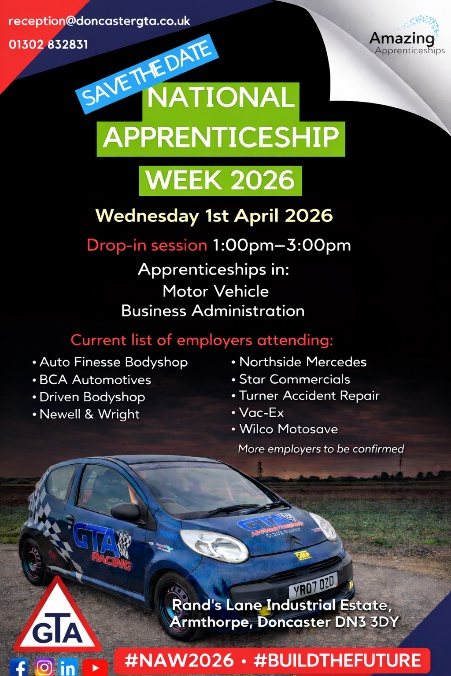 reception@doncastergta.co.uk
01302 832831
Amazing
Apprenticeships
SAVE THE DATE
NATIONAL
APPRENTICESHIP
WEEK 2026
Wednesday 1st April 2026
Drop-in session 1:00pm–3:00pm
Apprenticeships in:
Motor Vehicle
Business Administration
Current list of employers attending:
• Auto Finesse Bodyshop
• BCA Automotives
• Driven Bodyshop
• Newell & Wright
• Northside Mercedes
• Star Commercials
• Turner Accident Repair
• Vac-Ex
• Wilco Motosave
More employers to be confirmed
GTA
RACING
GTA
YR07 OZD
Rand's Lane Industrial Estate,
Armthorpe, Doncaster DN3 3DY
GTA
#NAW2026 • #BUILDTHEFUTURE